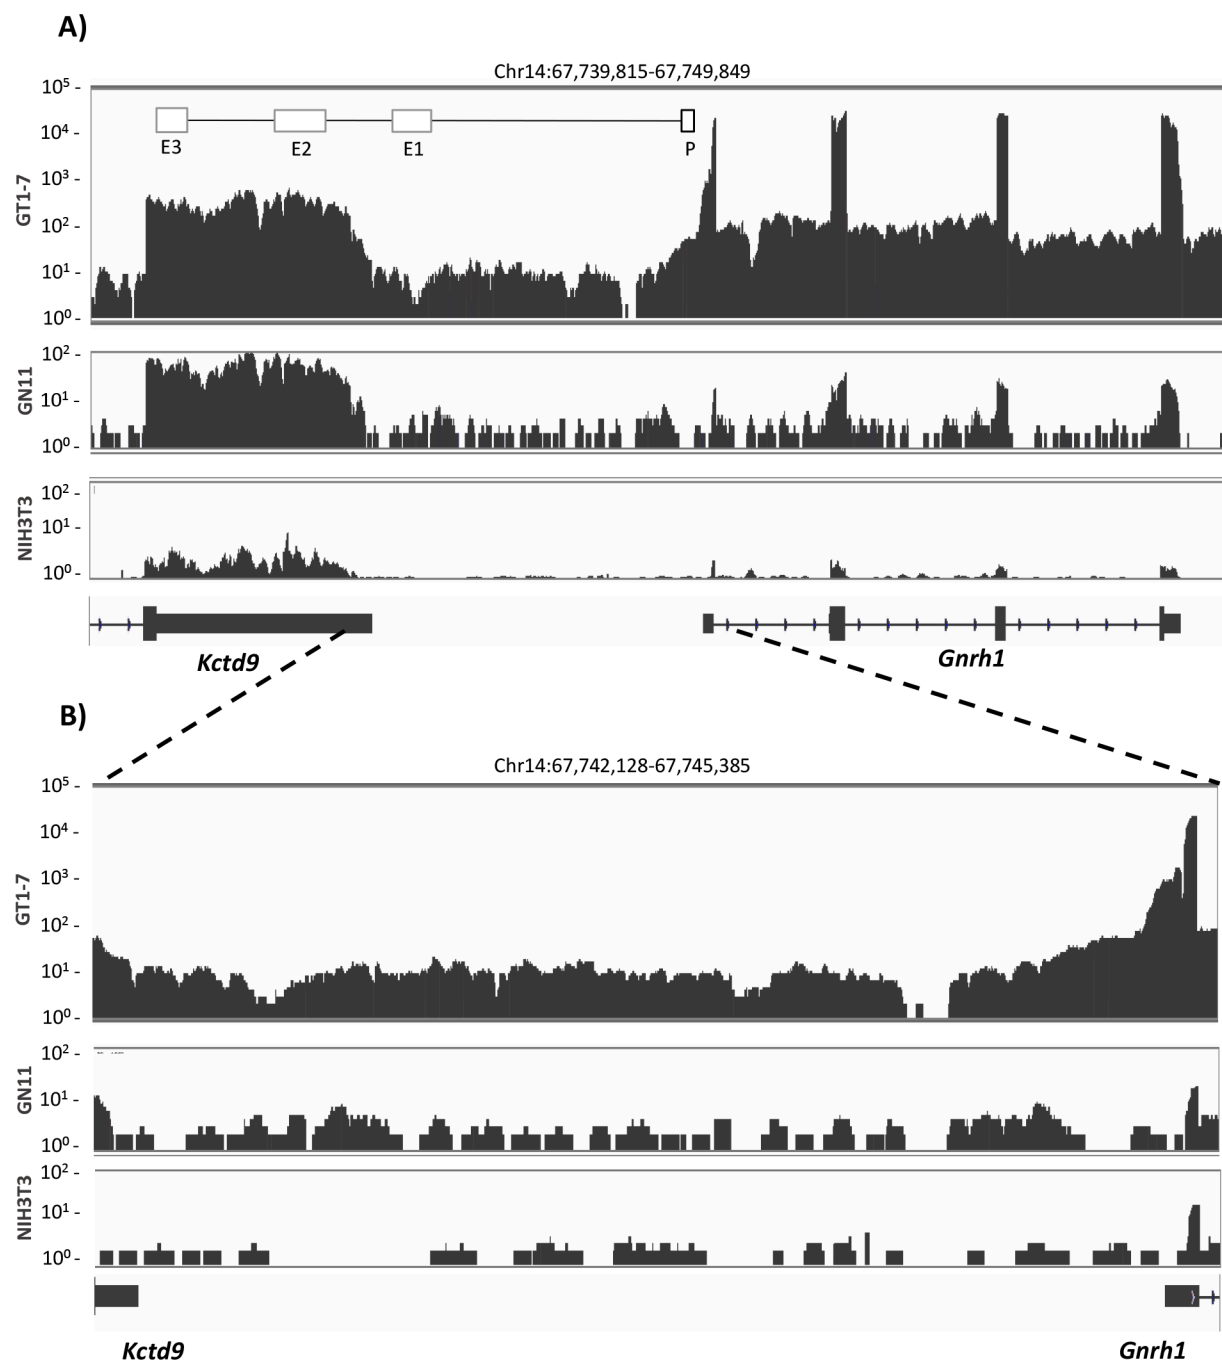 A)
Chr14:67,739,815-67,749,849
10⁵ -
10⁴ -
10³ -
10² -
10¹ -
10⁰ -
GT1-7
E3
E2
E1
P
10² -
10¹ -
10⁰ -
GN11
10² -
10¹ -
10⁰ -
NIH3T3
Kctd9
Gnrh1
B)
Chr14:67,742,128-67,745,385
10⁵ -
10⁴ -
10³ -
10² -
10¹ -
10⁰ -
GT1-7
10² -
10¹ -
10⁰ -
GN11
10² -
10¹ -
10⁰ -
NIH3T3
Kctd9
Gnrh1